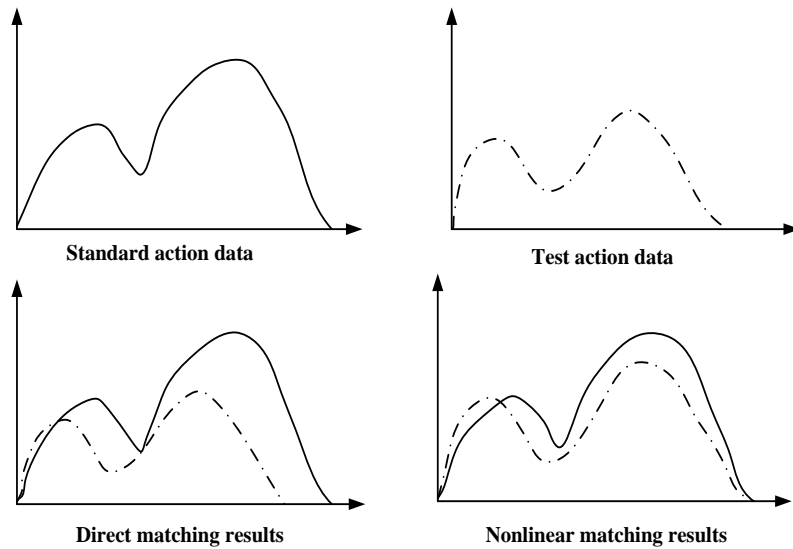 Standard action data
Test action data
Direct matching results
Nonlinear matching results